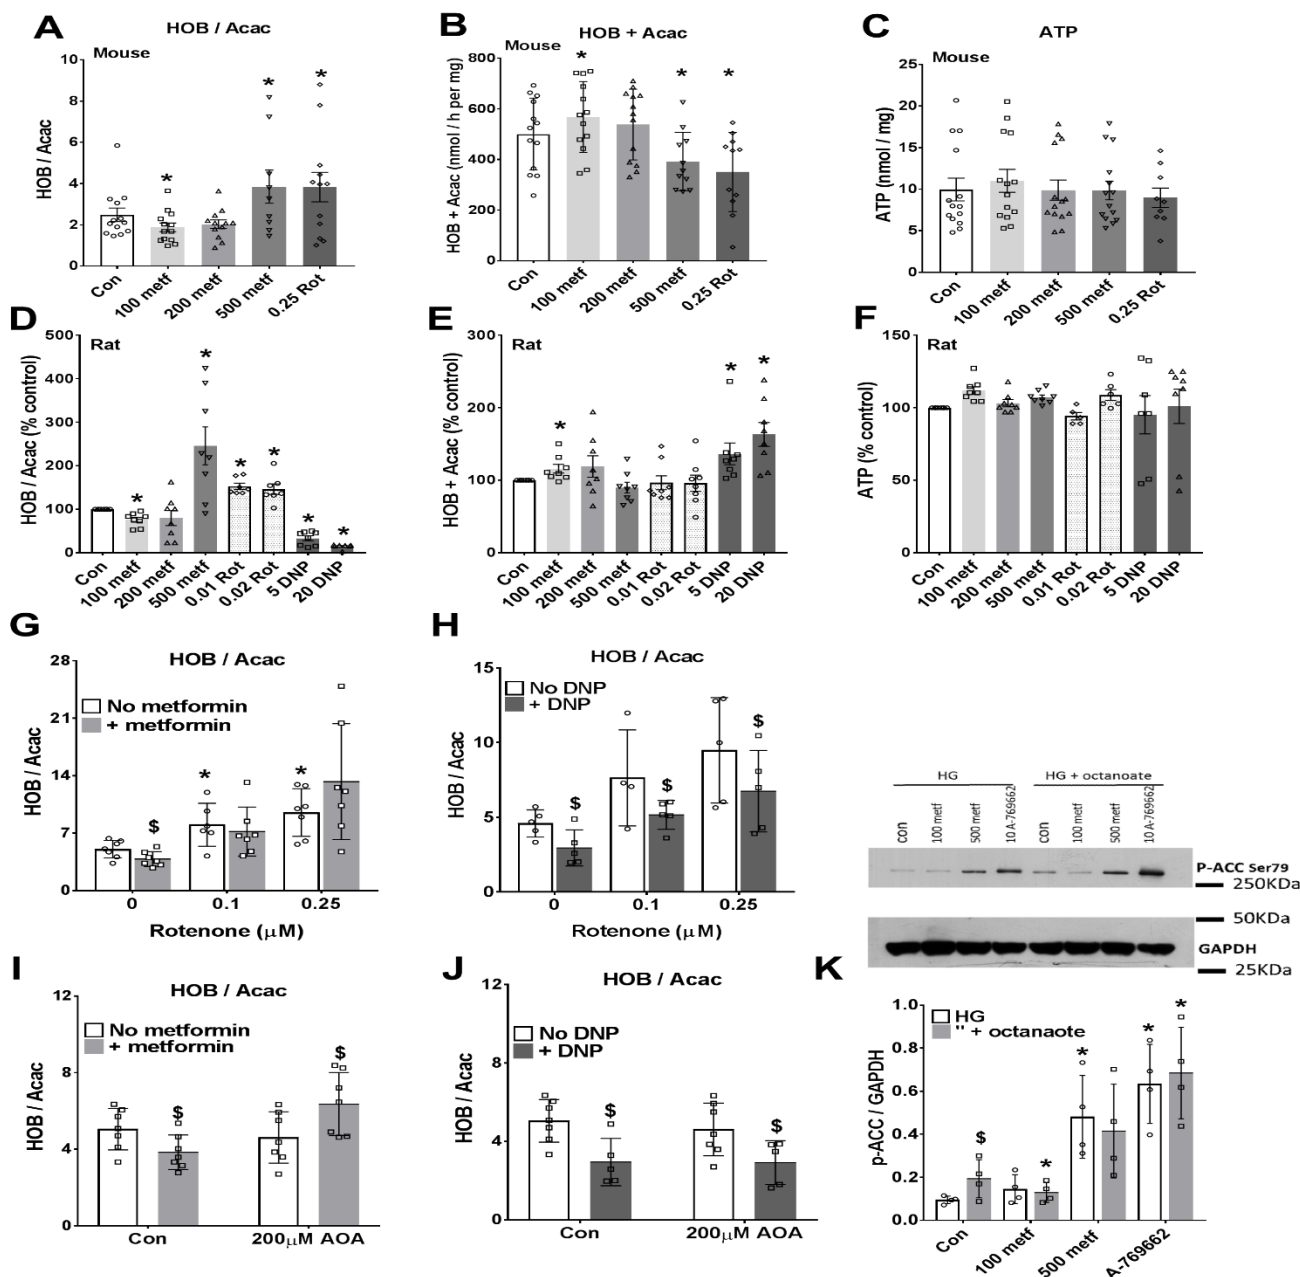 A
HOB / Acac
Mouse
HOB / Acac
10
8
6
4
2
0
*
*
*
Con
100 metf
200 metf
500 metf
0.25 Rot
B
HOB + Acac
Mouse
HOB + Acac (nmol / h per mg)
800
600
400
200
0
*
*
*
Con
100 metf
200 metf
500 metf
0.25 Rot
C
ATP
Mouse
ATP (nmol / mg)
25
20
15
10
5
0
Con
100 metf
200 metf
500 metf
0.25 Rot
D
Rat
HOB / Acac (% control)
500
400
300
200
100
0
*
*
*
*
*
*
Con
100 metf
200 metf
500 metf
0.01 Rot
0.02 Rot
5 DNP
20 DNP
E
Rat
HOB + Acac (% control)
300
200
100
0
*
*
*
Con
100 metf
200 metf
500 metf
0.01 Rot
0.02 Rot
5 DNP
20 DNP
F
Rat
ATP (% control)
150
100
50
0
Con
100 metf
200 metf
500 metf
0.01 Rot
0.02 Rot
5 DNP
20 DNP
G
HOB / Acac
No metformin
+ metformin
HOB / Acac
28
21
14
7
0
$
*
*
0
0.1
0.25
Rotenone (μM)
H
HOB / Acac
No DNP
+ DNP
HOB / Acac
15
10
5
0
$
$
$
0
0.1
0.25
Rotenone (μM)
HG
HG + octanoate
Con
100 metf
500 metf
10 A-769662
Con
100 metf
500 metf
10 A-769662
P-ACC Ser79
250KDa
50KDa
GAPDH
25KDa
I
HOB / Acac
No metformin
+ metformin
HOB / Acac
12
8
4
0
$
$
Con
200μM AOA
J
HOB / Acac
No DNP
+ DNP
HOB / Acac
12
8
4
0
$
$
Con
200μM AOA
K
HG
" + octanaote
p-ACC / GAPDH
1.0
0.8
0.6
0.4
0.2
0.0
$
*
*
*
*
Con
100 metf
500 metf
A-769662